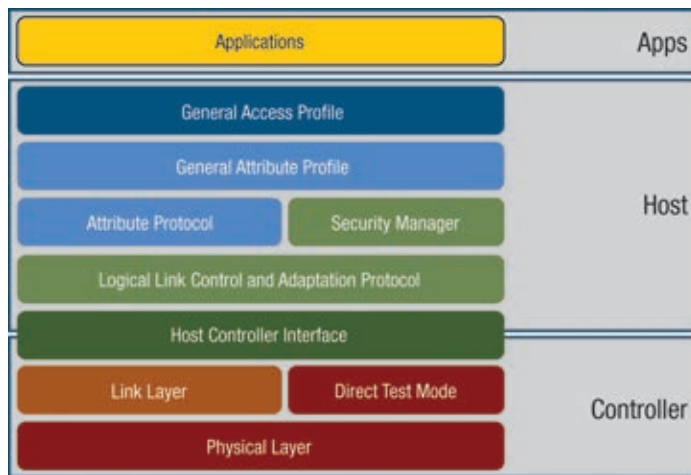 Applications
Apps
General Access Profile
General Attribute Profile
Attribute Protocol
Security Manager
Host
Logical Link Control and Adaptation Protocol
Host Controller Interface
Link Layer
Direct Test Mode
Controller
Physical Layer